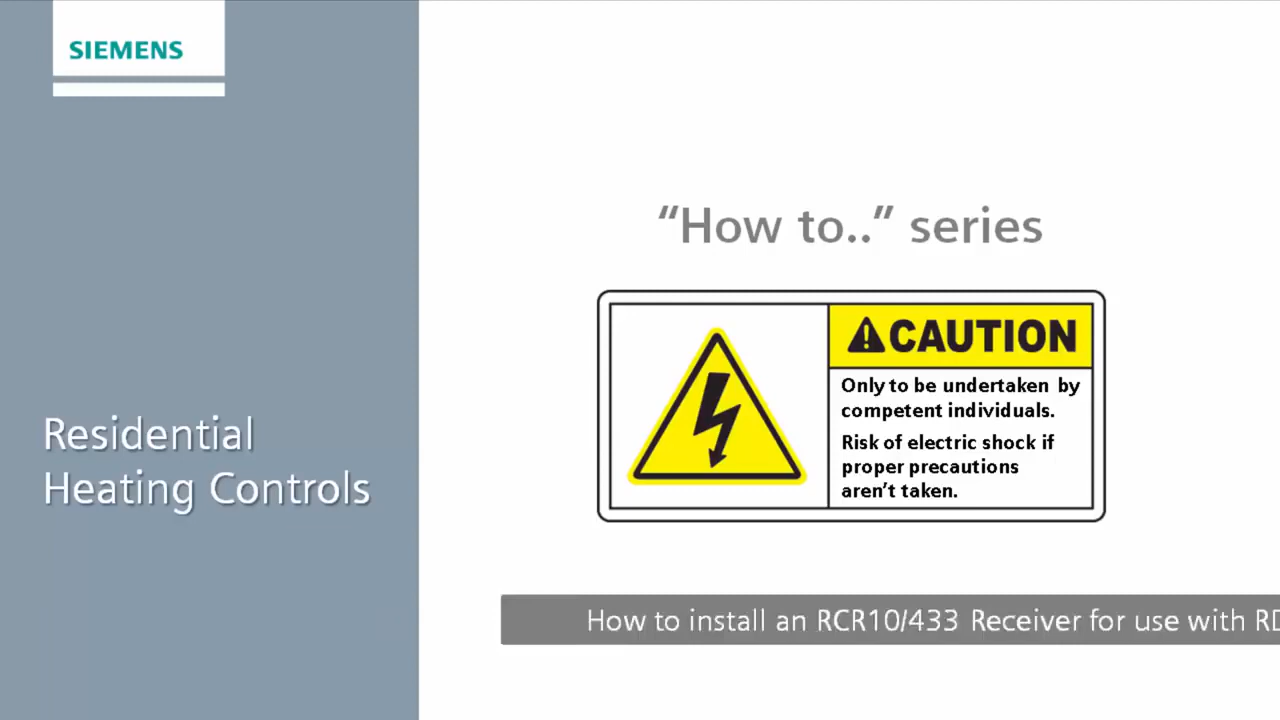 SIEMENS
Residential
Heating Controls
“How to..” series
CAUTION
Only to be undertaken by
competent individuals.
Risk of electric shock if
proper precautions
aren’t taken.
How to install an RCR10/433 Receiver for use with RD